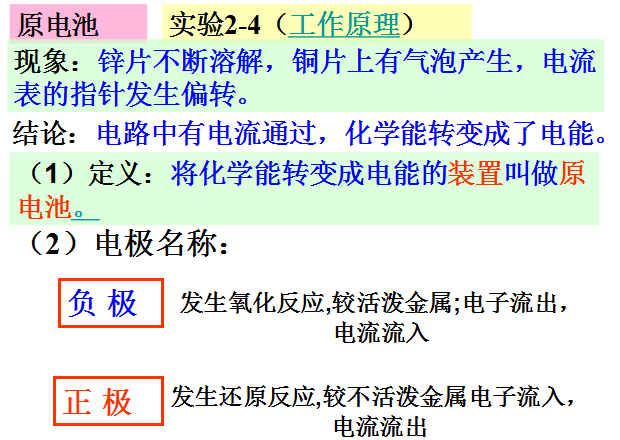 原电池 实验2-4（工作原理）
现象：锌片不断溶解，铜片上有气泡产生，电流
表的指针发生偏转。
结论：电路中有电流通过，化学能转变成了电能。
（1）定义：将化学能转变成电能的装置叫做原
电池。
（2）电极名称：
负 极 发生氧化反应,较活泼金属;电子流出，
电流流入
正 极 发生还原反应,较不活泼金属电子流入，
电流流出